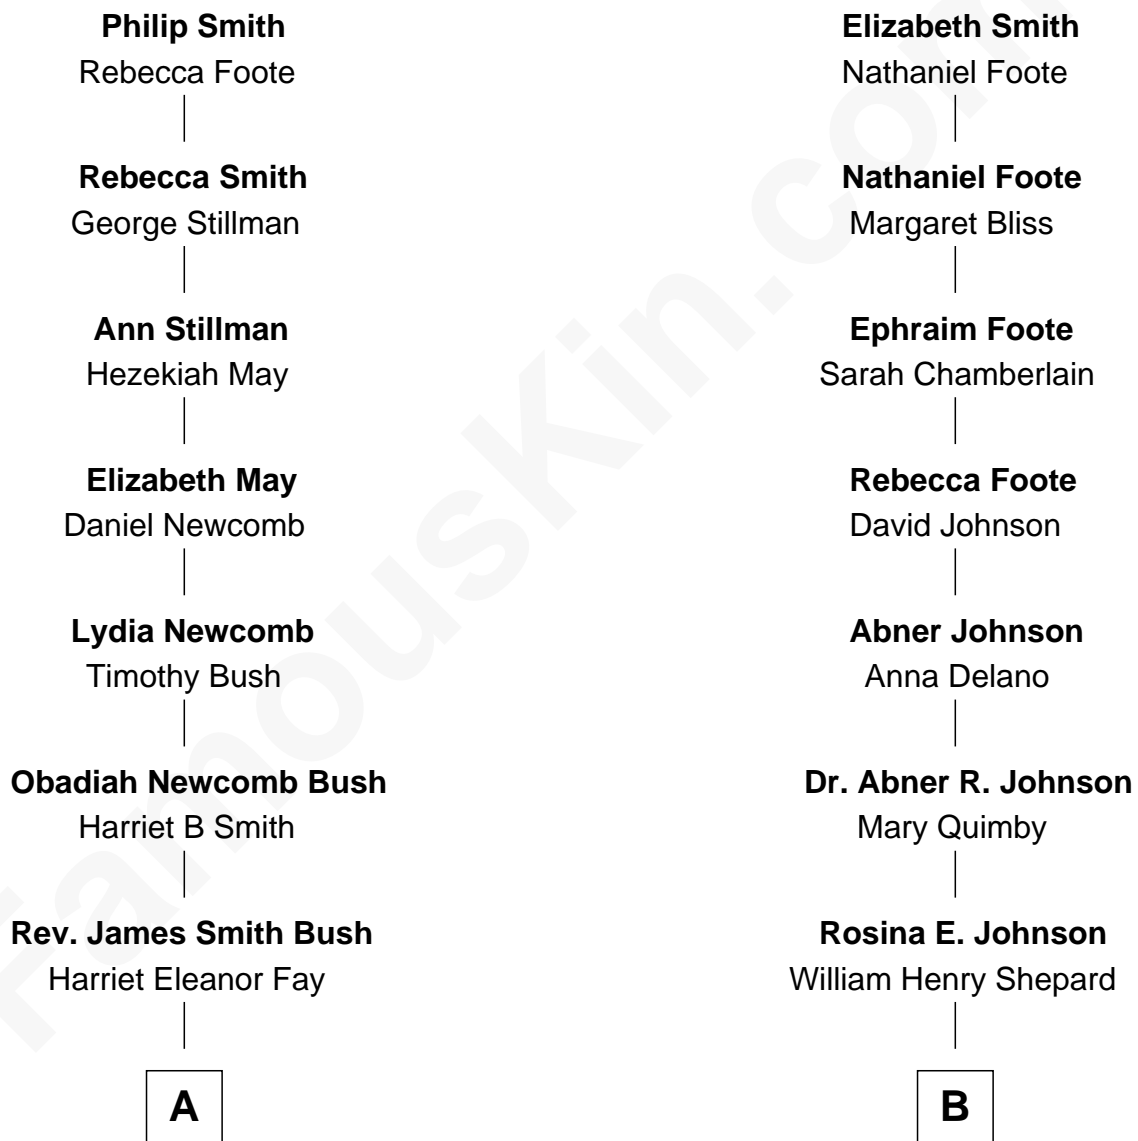 Philip Smith
Rebecca Foote
Rebecca Smith
George Stillman
Ann Stillman
Hezekiah May
Elizabeth May
Daniel Newcomb
Lydia Newcomb
Timothy Bush
Obadiah Newcomb Bush
Harriet B Smith
Rev. James Smith Bush
Harriet Eleanor Fay
A
Elizabeth Smith
Nathaniel Foote
Nathaniel Foote
Margaret Bliss
Ephraim Foote
Sarah Chamberlain
Rebecca Foote
David Johnson
Abner Johnson
Anna Delano
Dr. Abner R. Johnson
Mary Quimby
Rosina E. Johnson
William Henry Shepard
B
FamousKin.com